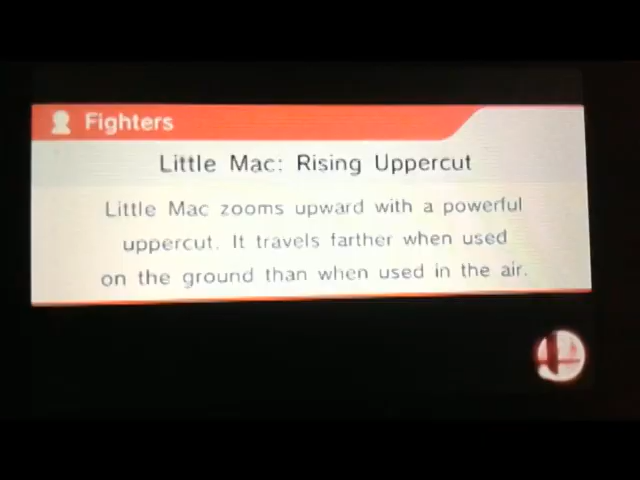 Fighters
Little Mac: Rising Uppercut
Little Mac zooms upward with a powerful
uppercut. It travels farther when used
on the ground than when used in the air.